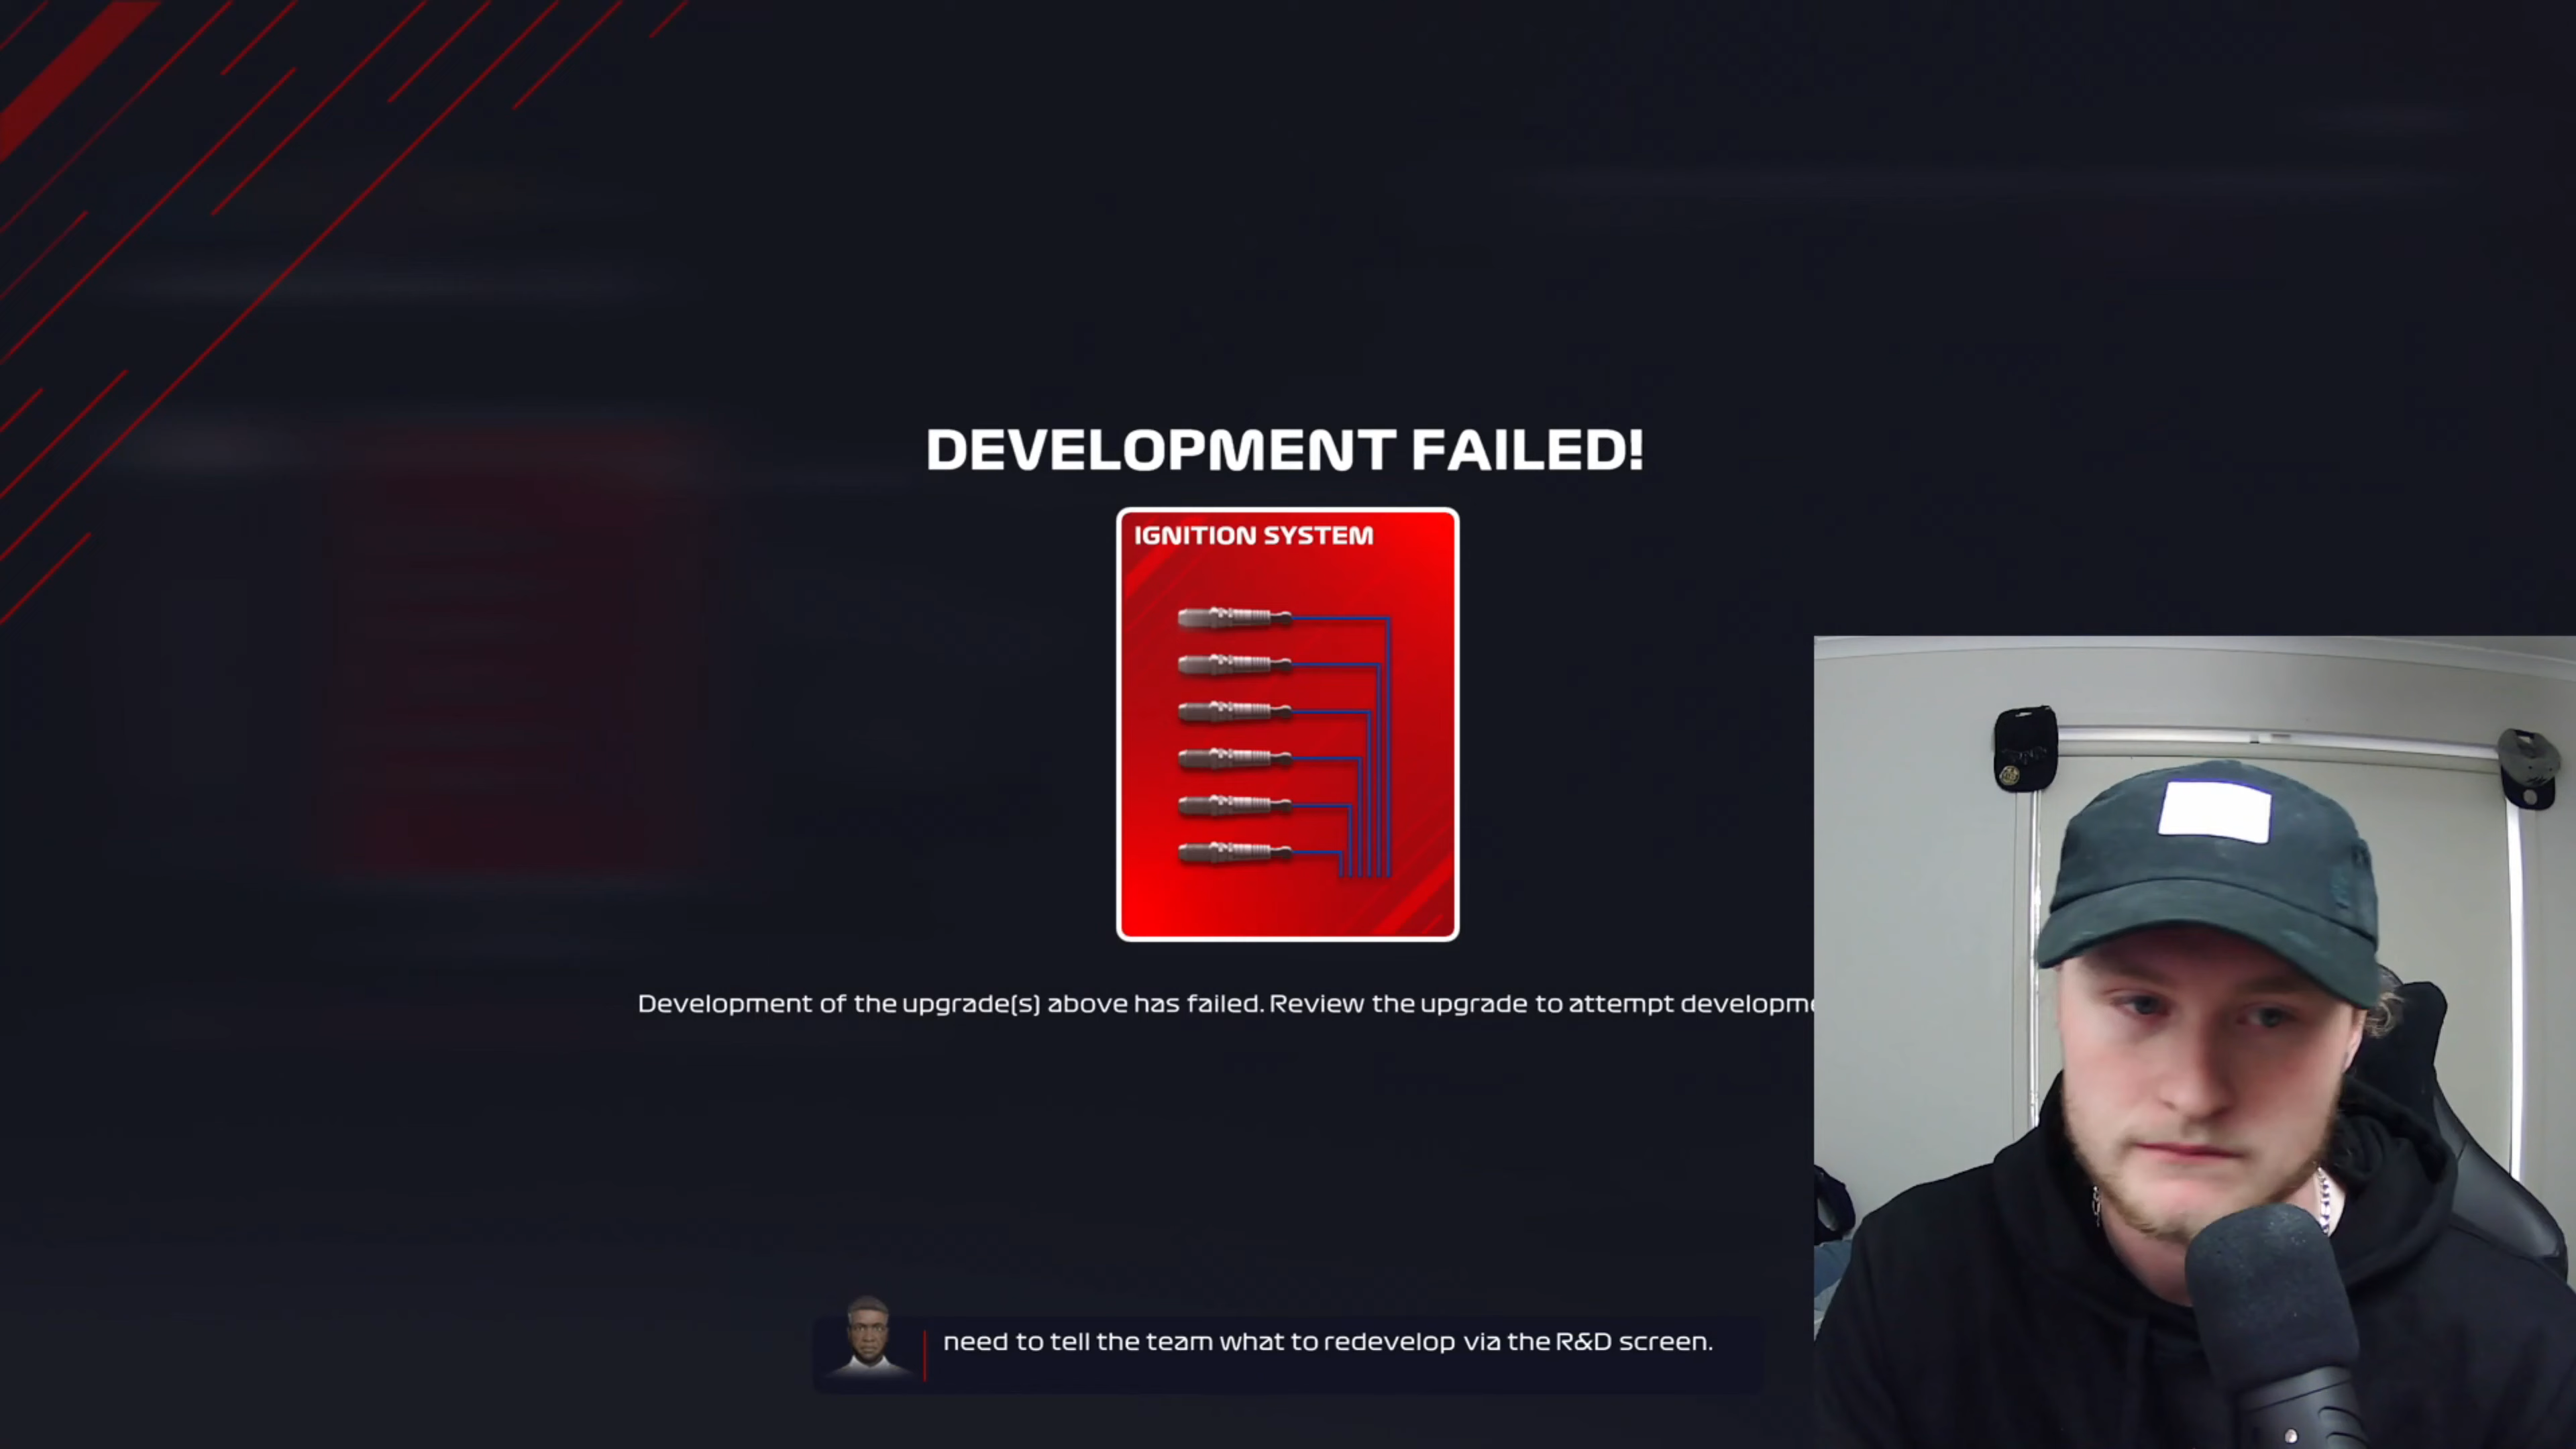 DEVELOPMENT FAILED!
IGNITION SYSTEM
Development of the upgrade(s) above has failed. Review the upgrade to attempt
need to tell the team what to redevelop via the R&D screen.